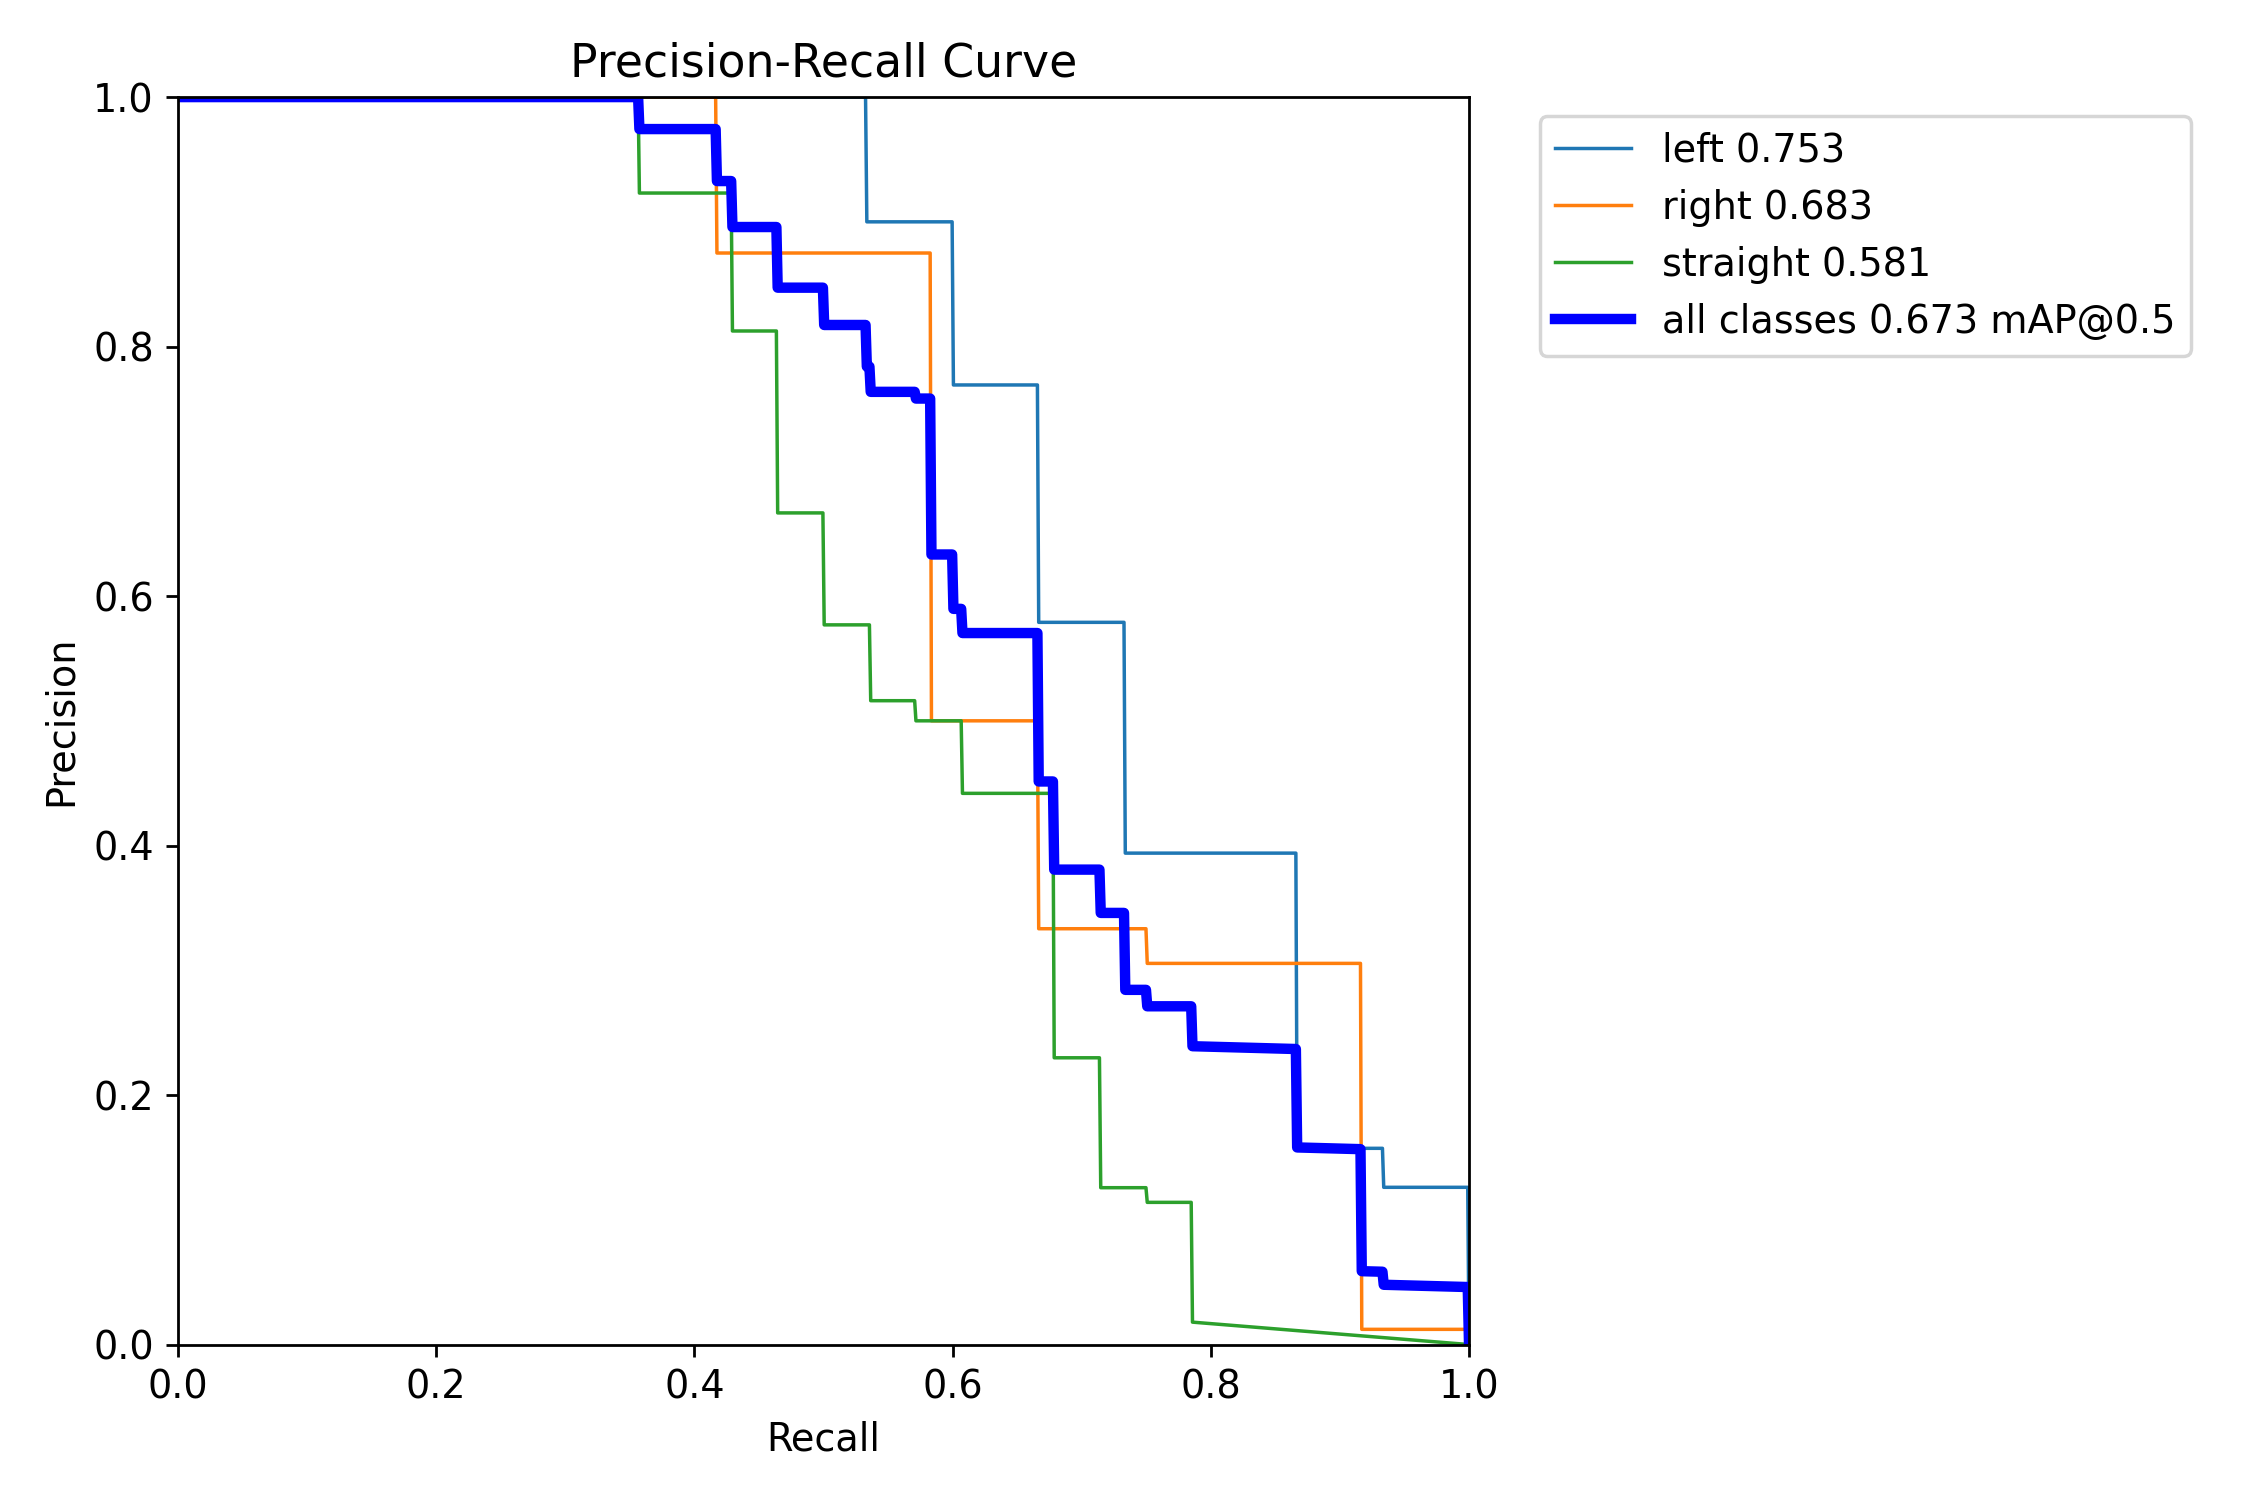 Precision-Recall Curve
1.0
0.8
0.6
0.4
0.2
0.0
Precision
0.0 0.2 0.4 0.6 0.8 1.0
Recall
left 0.753
right 0.683
straight 0.581
all classes 0.673 mAP@0.5